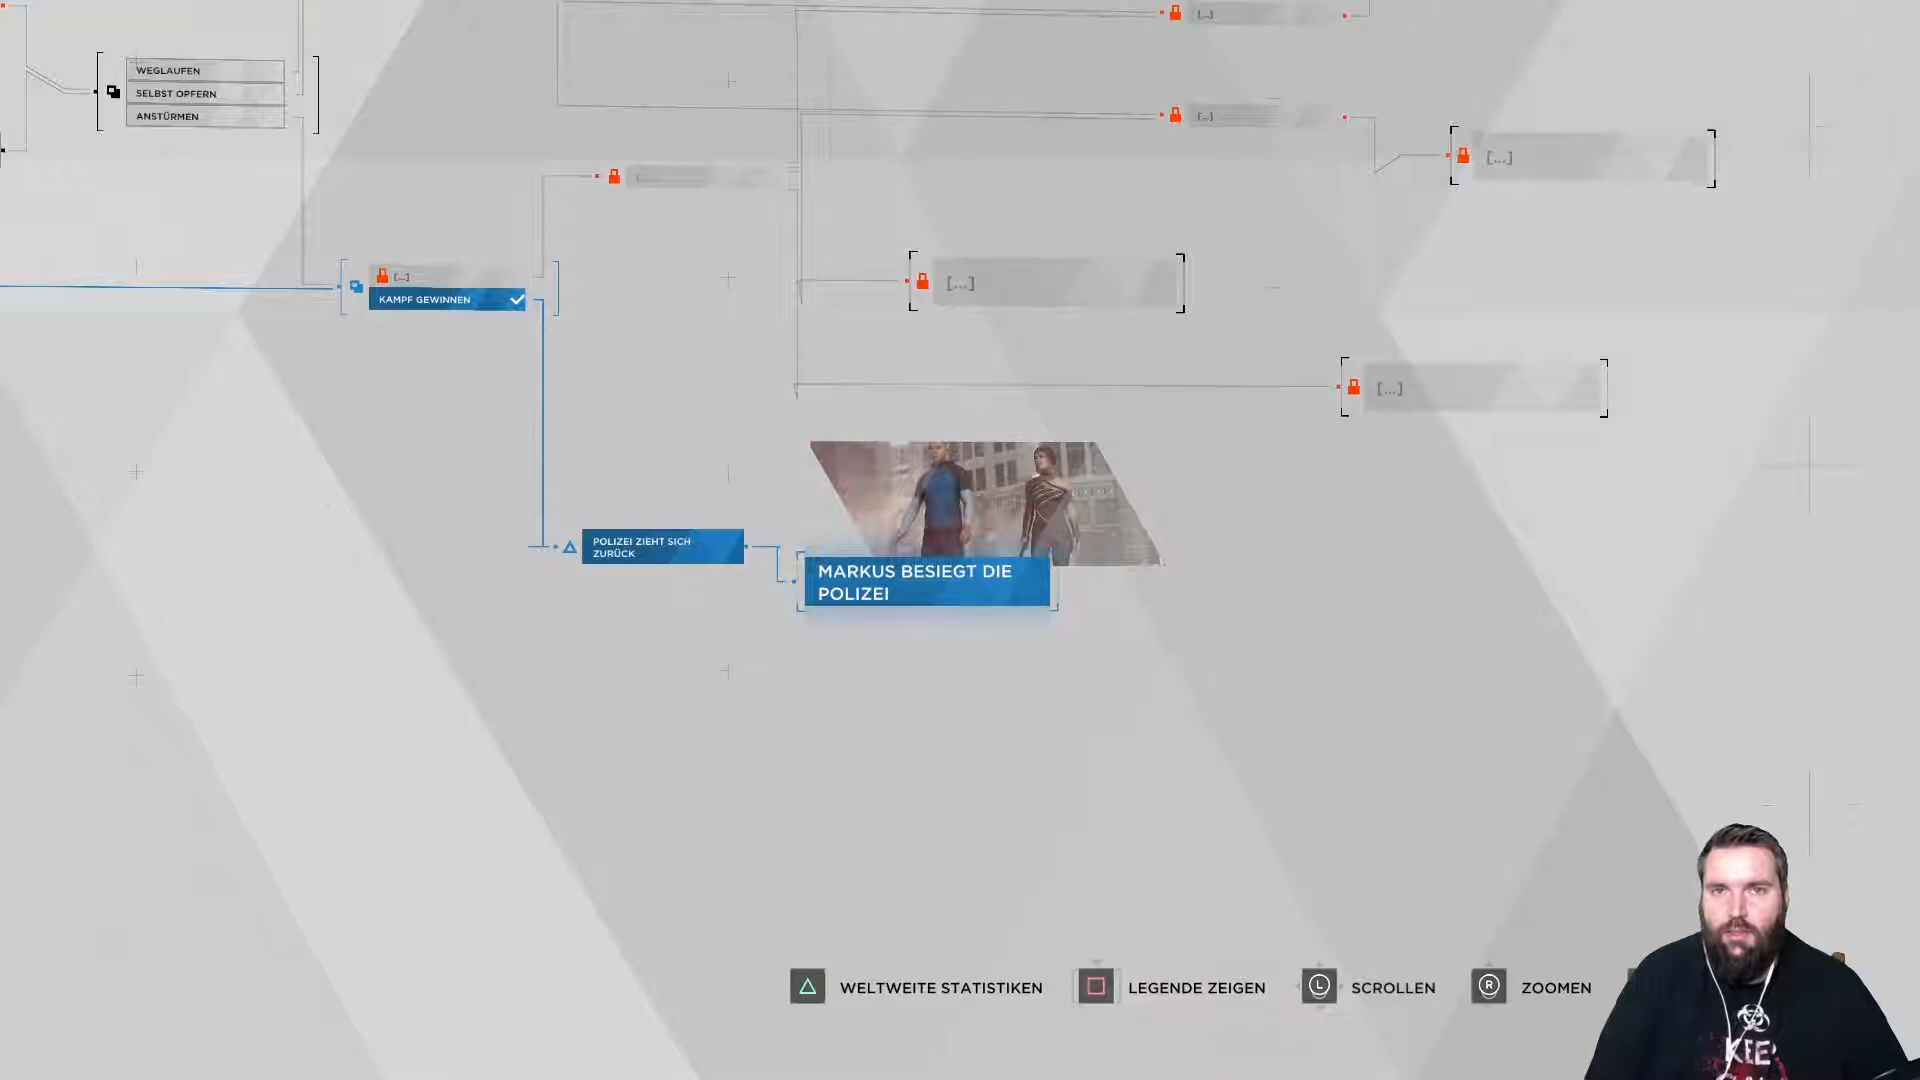 [...]
WEGLAUFEN
SELBST OPFERN
ANSTÜRMEN
[...]
[...]
[...]
KAMPF GEWINNEN
[...]
[...]
POLIZEI ZIEHT SICH
ZURÜCK
MARKUS BESIEGT DIE
POLIZEI
WELTWEITE STATISTIKEN
LEGENDE ZEIGEN
L
SCROLLEN
R
ZOOMEN